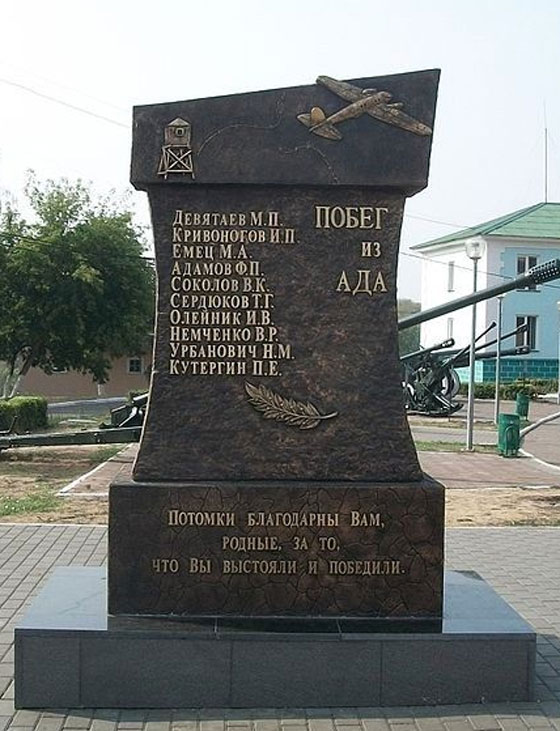 Девятаев М.П.
Кривоногов И.П.
Емец М.А.
Адамов Ф.П.
Соколов В.К.
Сердюков Т.Г.
Олейник И.В.
Немченко В.Р.
Урбанович Н.М.
Кутергин П.Е.
ПОБЕГ
ИЗ
АДА
Потомки благодарны Вам,
родные, за то,
что Вы выстояли и победили.